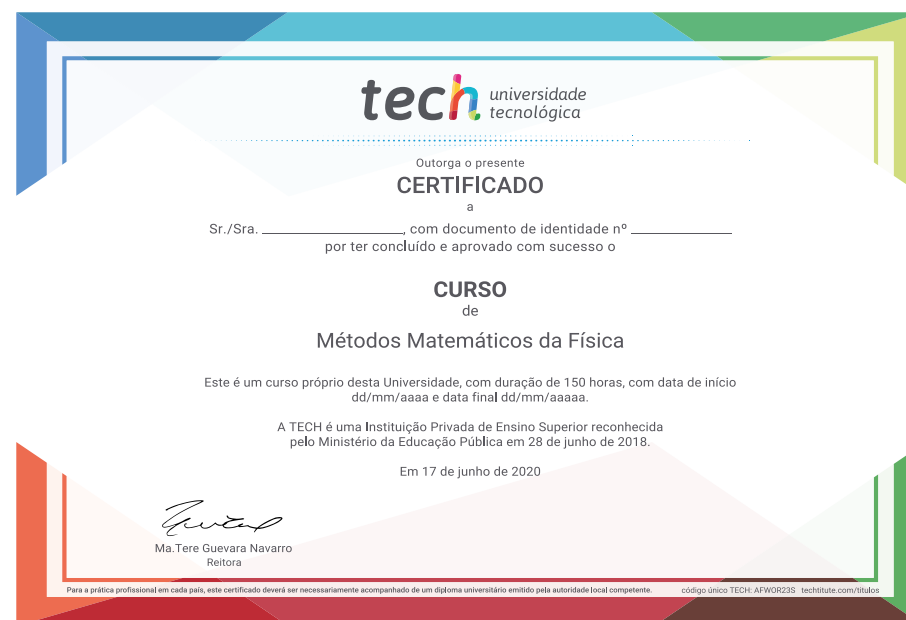 tech universidade
tecnológica
Outorga o presente
CERTIFICADO
a
Sr./Sra. ________________, com documento de identidade nº ____________
por ter concluído e aprovado com sucesso o
CURSO
de
Métodos Matemáticos da Física
Este é um curso próprio desta Universidade, com duração de 150 horas, com data de início
dd/mm/aaaa e data final dd/mm/aaaaa.
A TECH é uma Instituição Privada de Ensino Superior reconhecida
pelo Ministério da Educação Pública em 28 de junho de 2018.
Em 17 de junho de 2020
Ma.Tere Guevara Navarro
Reitora
Para a prática profissional em cada país, este certificado deverá ser necessariamente acompanhado de um diploma universitário emitido pela autoridade local competente. código único TECH: AFWOR23S techtitute.com/titulos